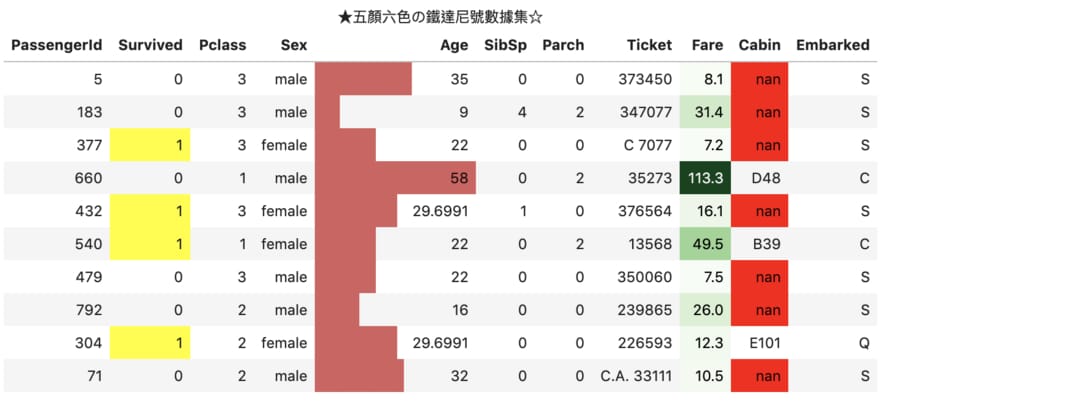 ★五顏六色の鐵達尼號數據集☆
PassengerId Survived Pclass Sex Age SibSp Parch Ticket Fare Cabin Embarked
5 0 3 male 35 0 0 373450 8.1 nan S
183 0 3 male 9 4 2 347077 31.4 nan S
377 1 3 female 22 0 0 C 7077 7.2 nan S
660 0 1 male 58 0 2 35273 113.3 D48 C
432 1 3 female 29.6991 1 0 376564 16.1 nan S
540 1 1 female 22 0 2 13568 49.5 B39 C
479 0 3 male 22 0 0 350060 7.5 nan S
792 0 2 male 16 0 0 239865 26.0 nan S
304 1 2 female 29.6991 0 0 226593 12.3 E101 Q
71 0 2 male 32 0 0 C.A. 33111 10.5 nan S